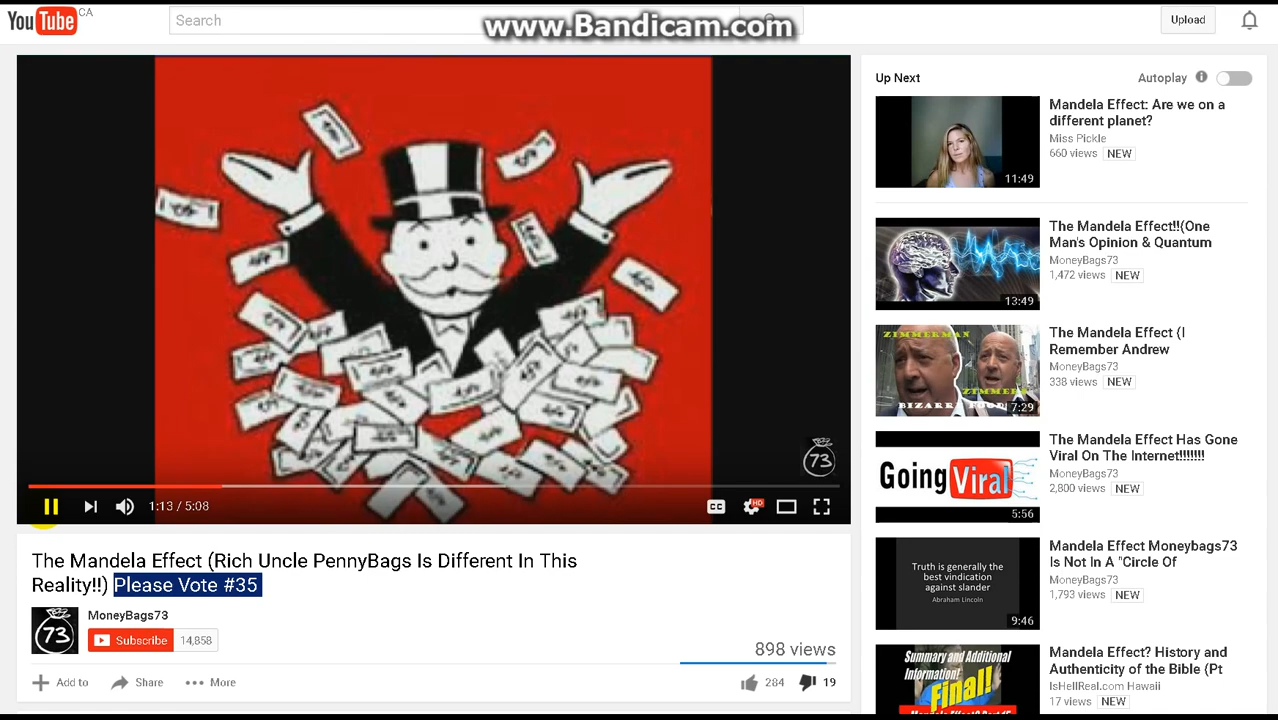 www.Bandicam.com
YouTube CA
Search
Upload
73
1:13 / 5:08
CC
HD
The Mandela Effect (Rich Uncle PennyBags Is Different In This
Reality!!) Please Vote #35
73
MoneyBags73
Subscribe 14,858
898 views
Add to Share More
284 19
Up Next Autoplay
11:49
Mandela Effect: Are we on a
different planet?
Miss Pickle
660 views NEW
13:49
The Mandela Effect!!(One
Man's Opinion & Quantum
MoneyBags73
1,472 views NEW
ZIMMERMAN
ZIMMERN
BIZARRE FOODS
7:29
The Mandela Effect (I
Remember Andrew
MoneyBags73
338 views NEW
Going Viral
5:56
The Mandela Effect Has Gone
Viral On The Internet!!!!!!!
MoneyBags73
2,800 views NEW
Truth is generally the
best vindication
against slander
Abraham Lincoln
9:46
Mandela Effect Moneybags73
Is Not In A "Circle Of
MoneyBags73
1,793 views NEW
Summary and Additional
Information!
Final!
Mandela Effect? History and
Authenticity of the Bible (Pt
IsHellReal.com Hawaii
17 views NEW